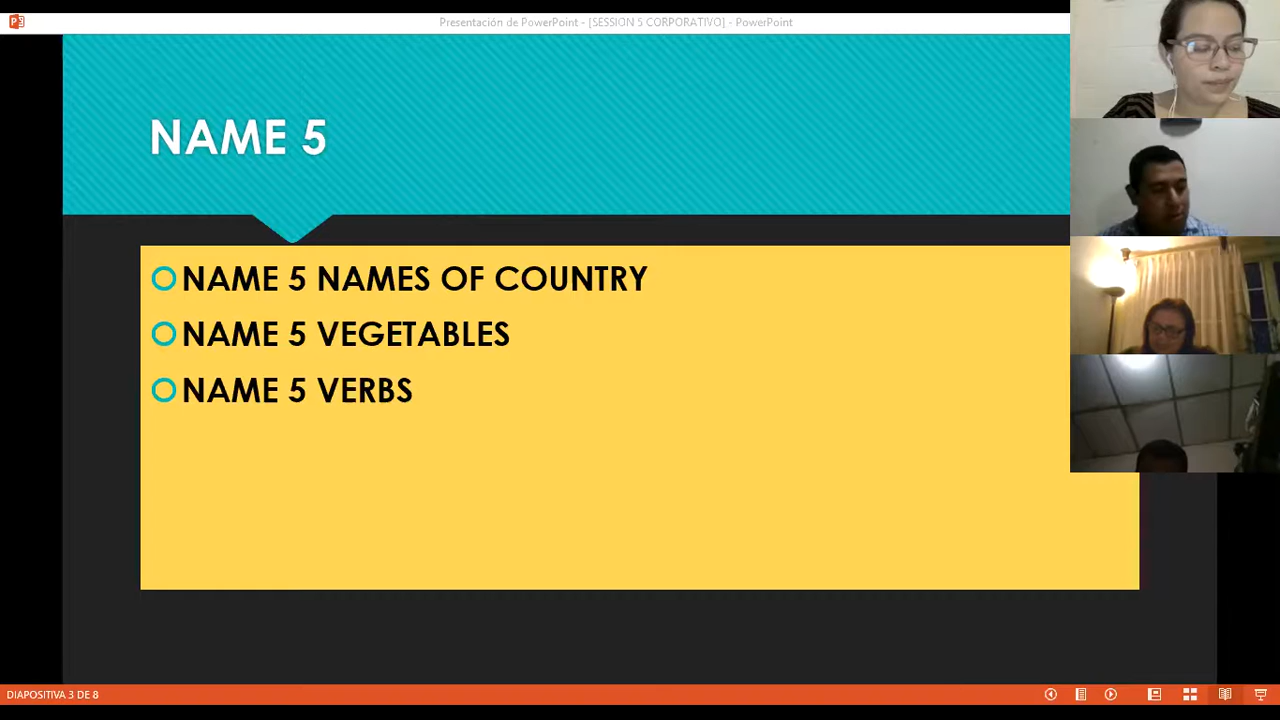 Presentación de PowerPoint - [SESSION 5 CORPORATIVO] - PowerPoint
NAME 5
NAME 5 NAMES OF COUNTRY
NAME 5 VEGETABLES
NAME 5 VERBS
DIAPOSITIVA 3 DE 8